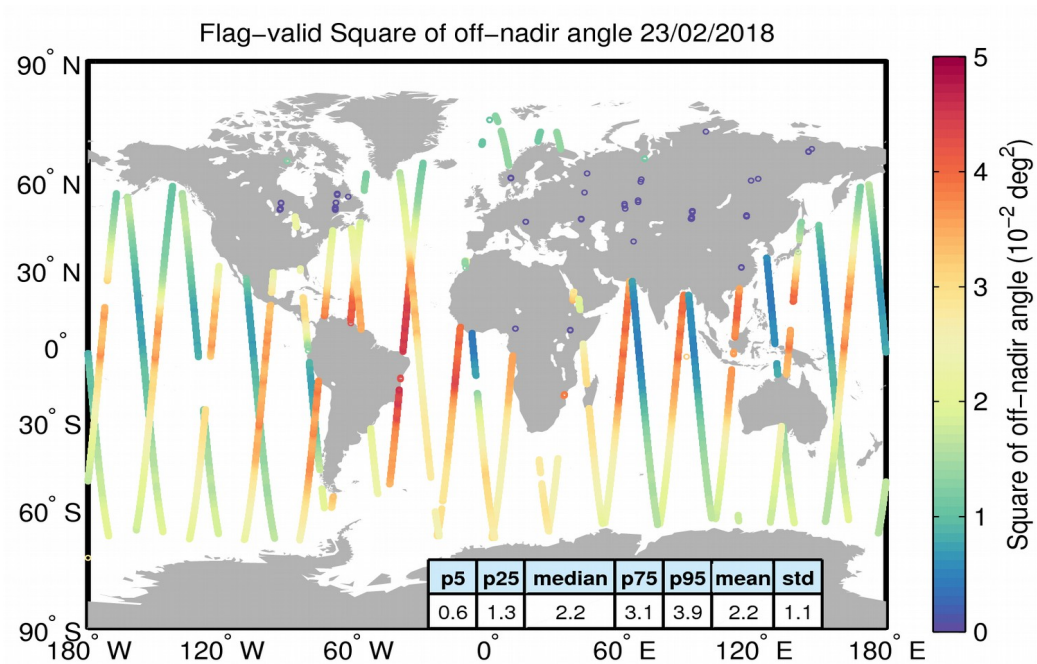 Flag−valid Square of off−nadir angle 23/02/2018
90° N
60° N
30° N
0°
30° S
60° S
90° S
180° W
120° W
60° W
0°
60° E
120° E
180° E
p5 p25 median p75 p95 mean std
0.6 1.3 2.2 3.1 3.9 2.2 1.1
5
4
3
2
1
0
Square of off−nadir angle (10⁻² deg²)